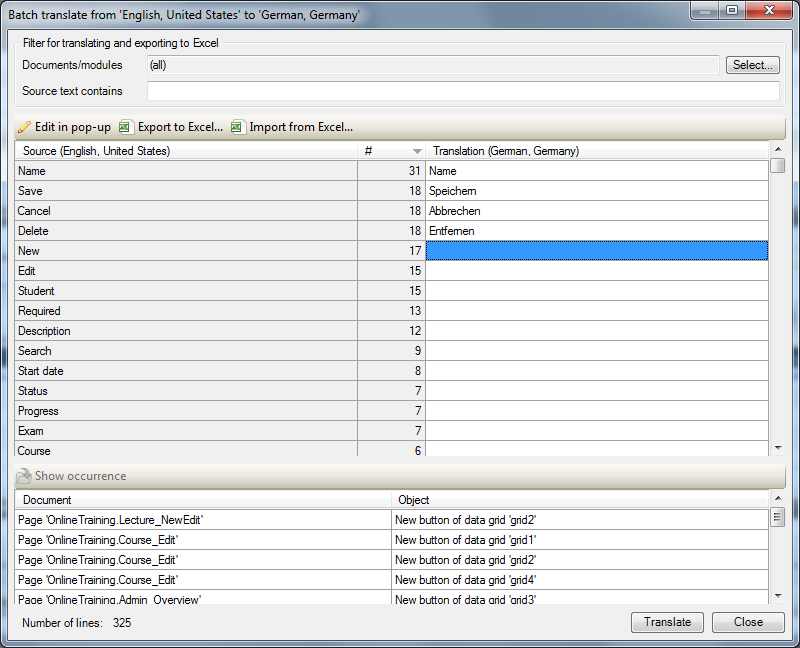 Batch translate from 'English, United States' to 'German, Germany'
Filter for translating and exporting to Excel
Documents/modules (all) Select...
Source text contains
Edit in pop-up Export to Excel... Import from Excel...
Source (English, United States) # Translation (German, Germany)
Name 31 Name
Save 18 Speichern
Cancel 18 Abbrechen
Delete 18 Entfernen
New 17
Edit 15
Student 15
Required 13
Description 12
Search 9
Start date 8
Status 7
Progress 7
Exam 7
Course 6
Show occurrence
Document Object
Page 'OnlineTraining.Lecture_NewEdit' New button of data grid 'grid2'
Page 'OnlineTraining.Course_Edit' New button of data grid 'grid1'
Page 'OnlineTraining.Course_Edit' New button of data grid 'grid2'
Page 'OnlineTraining.Course_Edit' New button of data grid 'grid4'
Page 'OnlineTraining.Admin_Overview' New button of data grid 'grid3'
Number of lines: 325 Translate Close